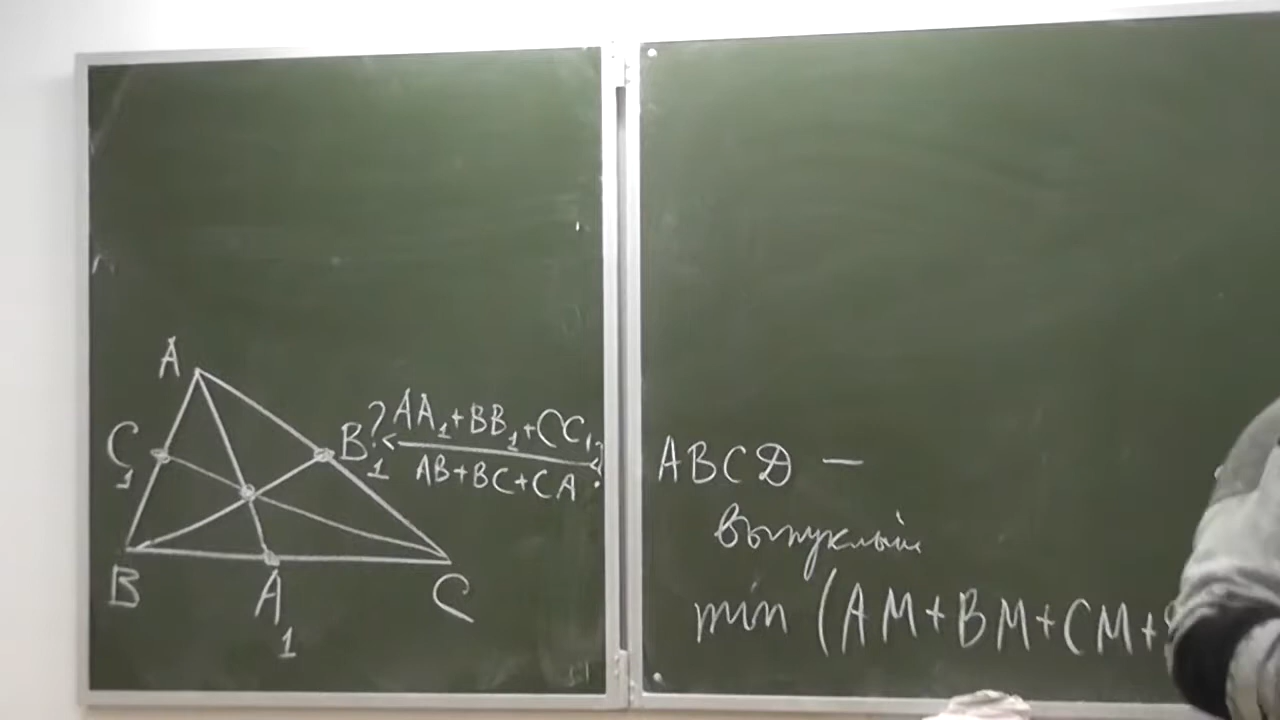 A
C₁
B₁
? < (AA₁+BB₁+CC₁)/(AB+BC+CA) < ?
B
A₁
C
ABCD —
выпуклый
min (AM+BM+CM+